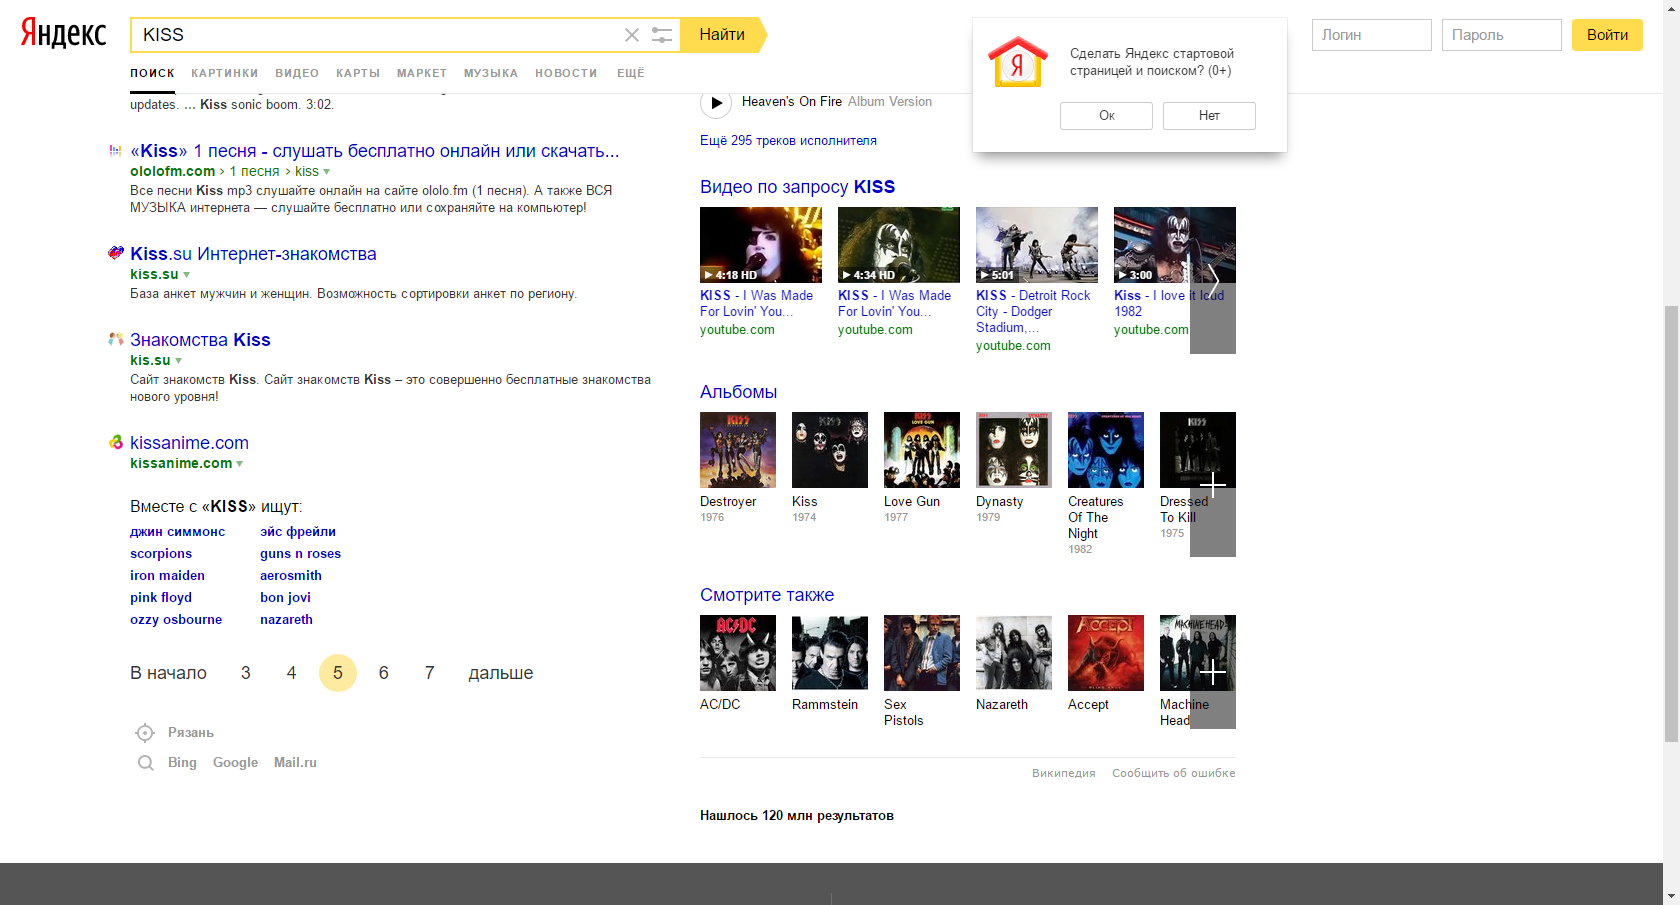 Яндекс
KISS
Найти
ПОИСК КАРТИНКИ ВИДЕО КАРТЫ МАРКЕТ МУЗЫКА НОВОСТИ ЕЩЁ
Сделать Яндекс стартовой
страницей и поиском? (0+)
Ок Нет
Логин Пароль Войти
updates. ... Kiss sonic boom. 3:02.
«Kiss» 1 песня - слушать бесплатно онлайн или скачать...
ololofm.com › 1 песня › kiss
Все песни Kiss mp3 слушайте онлайн на сайте ololo.fm (1 песня). А также ВСЯ
МУЗЫКА интернета — слушайте бесплатно или сохраняйте на компьютер!
Kiss.su Интернет-знакомства
kiss.su
База анкет мужчин и женщин. Возможность сортировки анкет по региону.
Знакомства Kiss
kis.su
Сайт знакомств Kiss. Сайт знакомств Kiss – это совершенно бесплатные знакомства
нового уровня!
kissanime.com
kissanime.com
Вместе с «KISS» ищут:
джин симмонс эйс фрейли
scorpions guns n roses
iron maiden aerosmith
pink floyd bon jovi
ozzy osbourne nazareth
В начало 3 4 5 6 7 дальше
Рязань
Bing Google Mail.ru
Heaven's On Fire Album Version
Ещё 295 треков исполнителя
Видео по запросу KISS
4:18 HD 4:34 HD 5:01 3:00
KISS - I Was Made
For Lovin' You...
youtube.com
KISS - I Was Made
For Lovin' You...
youtube.com
KISS - Detroit Rock
City - Dodger
Stadium,...
youtube.com
Kiss - I love it loud
1982
youtube.com
Альбомы
KISS
Destroyer
1976
KISS
Kiss
1974
KISS
LOVE GUN
Love Gun
1977
Dynasty
1979
Creatures
Of The
Night
1982
KISS
Dressed
To Kill
1975
Смотрите также
AC/DC
AC/DC
Rammstein
Sex
Pistols
Nazareth
ACCEPT
Accept
MACHINE HEAD
Machine
Head
Википедия Сообщить об ошибке
Нашлось 120 млн результатов